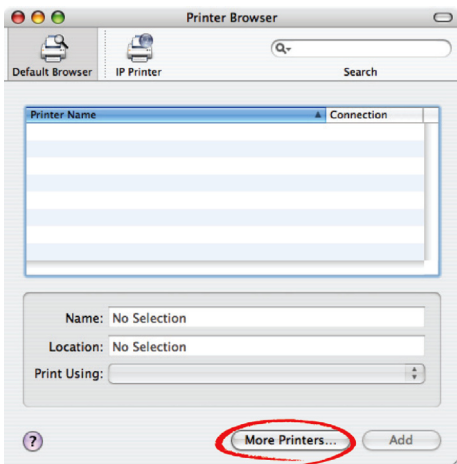 Printer Browser
Default Browser IP Printer Search
Printer Name Connection
Name: No Selection
Location: No Selection
Print Using:
? More Printers... Add